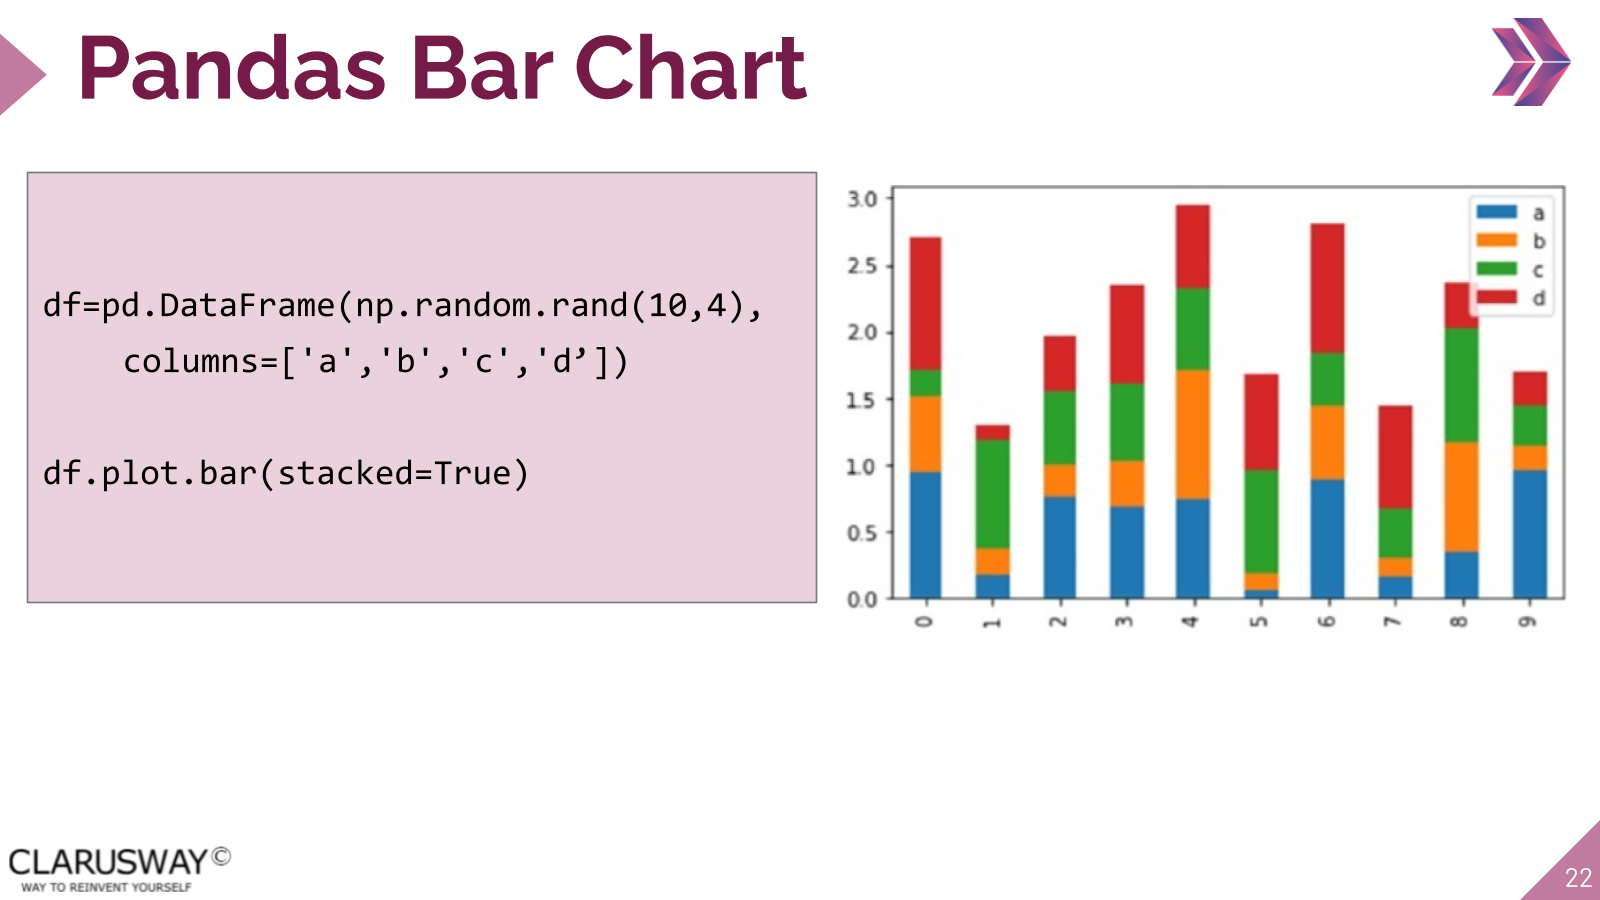 Pandas Bar Chart
df=pd.DataFrame(np.random.rand(10,4),
columns=['a','b','c','d’])
df.plot.bar(stacked=True)
3.0
2.5
2.0
1.5
1.0
0.5
0.0
a
b
c
d
0 1 2 3 4 5 6 7 8 9
CLARUSWAY©
WAY TO REINVENT YOURSELF
22